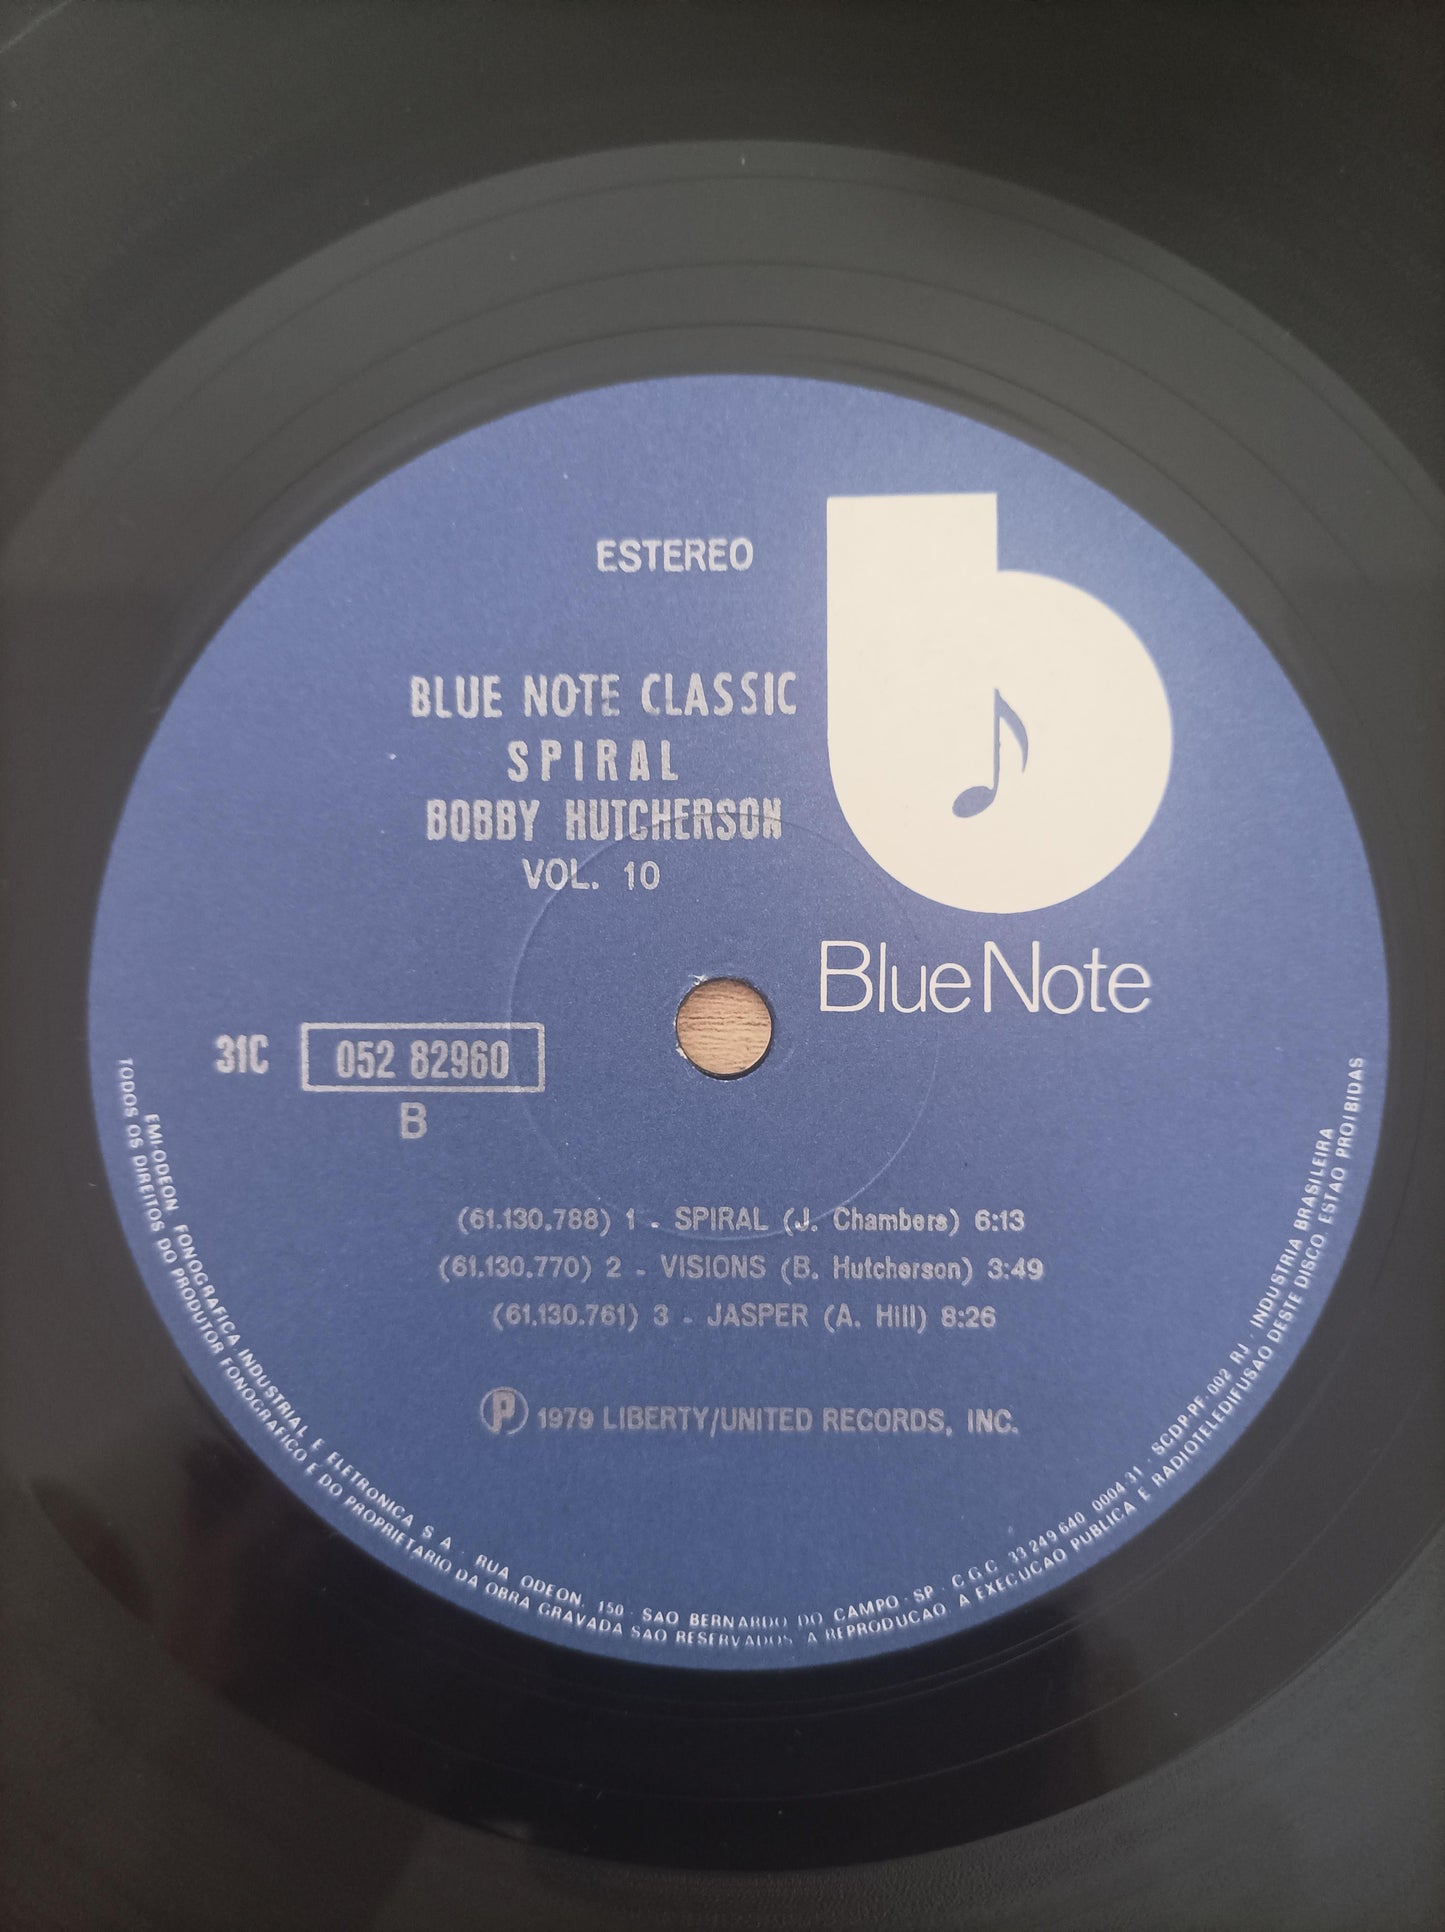 ESTEREO
BLUE NOTE CLASSIC
SPIRAL
BOBBY HUTCHERSON
VOL. 10
b
Blue Note
31C 052 82960
B
(61.130.788) 1 - SPIRAL (J. Chambers) 6:13
(61.130.770) 2 - VISIONS (B. Hutcherson) 3:49
(61.130.761) 3 - JASPER (A. Hill) 8:26
Ⓟ 1979 LIBERTY/UNITED RECORDS, INC.
EMI-ODEON FONOGRAFICA INDUSTRIAL E ELETRONICA S.A. · RUA ODEON, 150 · SAO BERNARDO DO CAMPO · SP · C G C 33 249 640 0004-31 · SCDP-PF-002 RJ · INDUSTRIA BRASILEIRA
TODOS OS DIREITOS DO PRODUTOR FONOGRAFICO E DO PROPRIETARIO DA OBRA GRAVADA SAO RESERVADOS. A REPRODUCAO A EXECUCAO PUBLICA E RADIOTELEDIFUSAO DESTE DISCO ESTAO PROIBIDAS